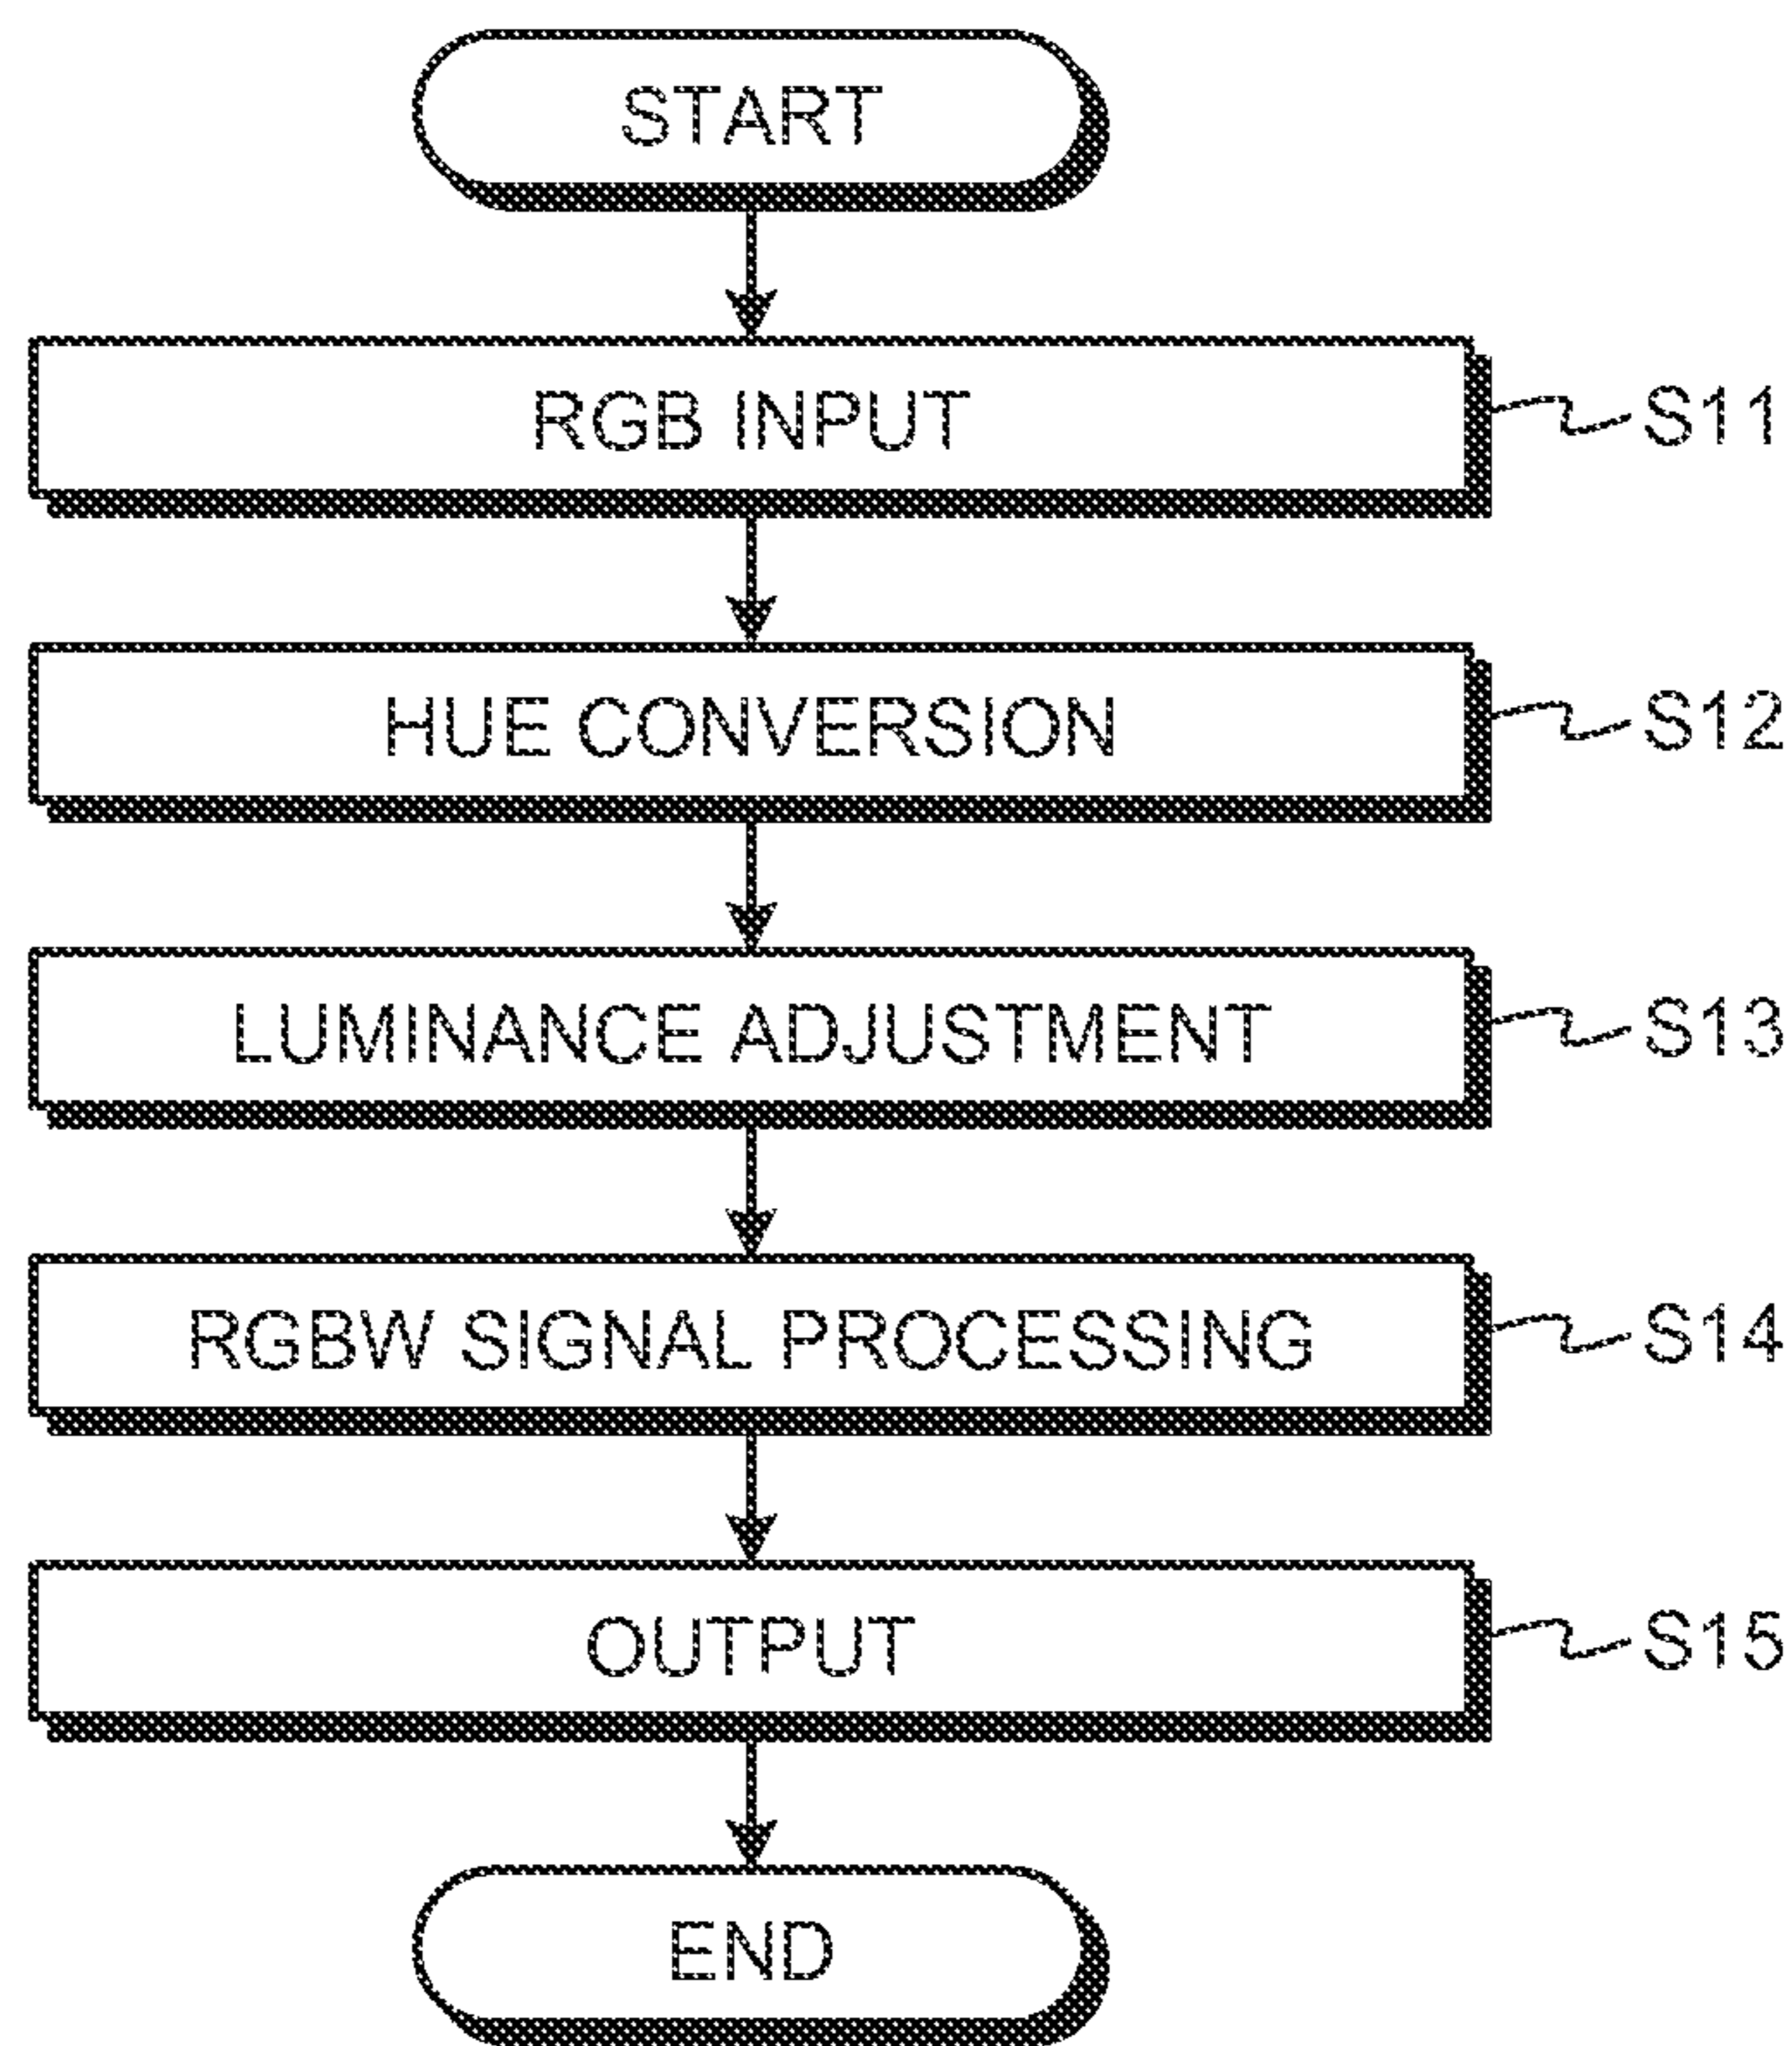 START
RGB INPUT
S11
HUE CONVERSION
S12
LUMINANCE ADJUSTMENT
S13
RGBW SIGNAL PROCESSING
S14
OUTPUT
S15
END